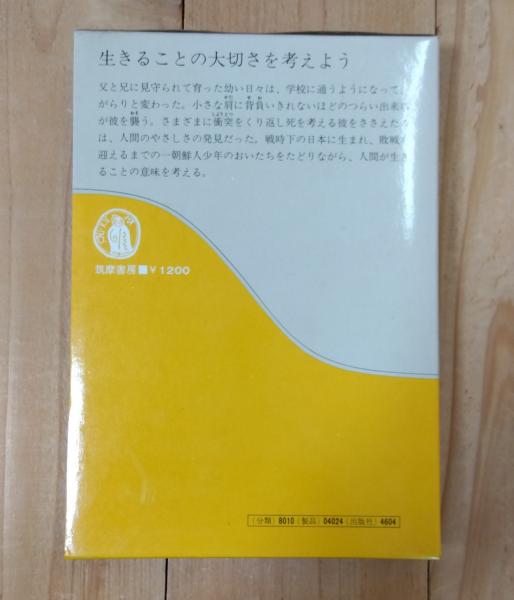 生きることの大切さを考えよう
父と兄に見守られて育った幼い日々は、学校に通うようになって、
がらりと変わった。小さな肩に背負いきれないほどのつらい出来
が彼を襲う。さまざまに衝突をくり返し死を考える彼をささえた
は、人間のやさしさの発見だった。戦時下の日本に生まれ、敗戦
迎えるまでの一朝鮮人少年のおいたちをたどりながら、人間が生き
ることの意味を考える。
筑摩書房■¥1200
(分類) 8010 (製品) 04024 (出版社) 4604